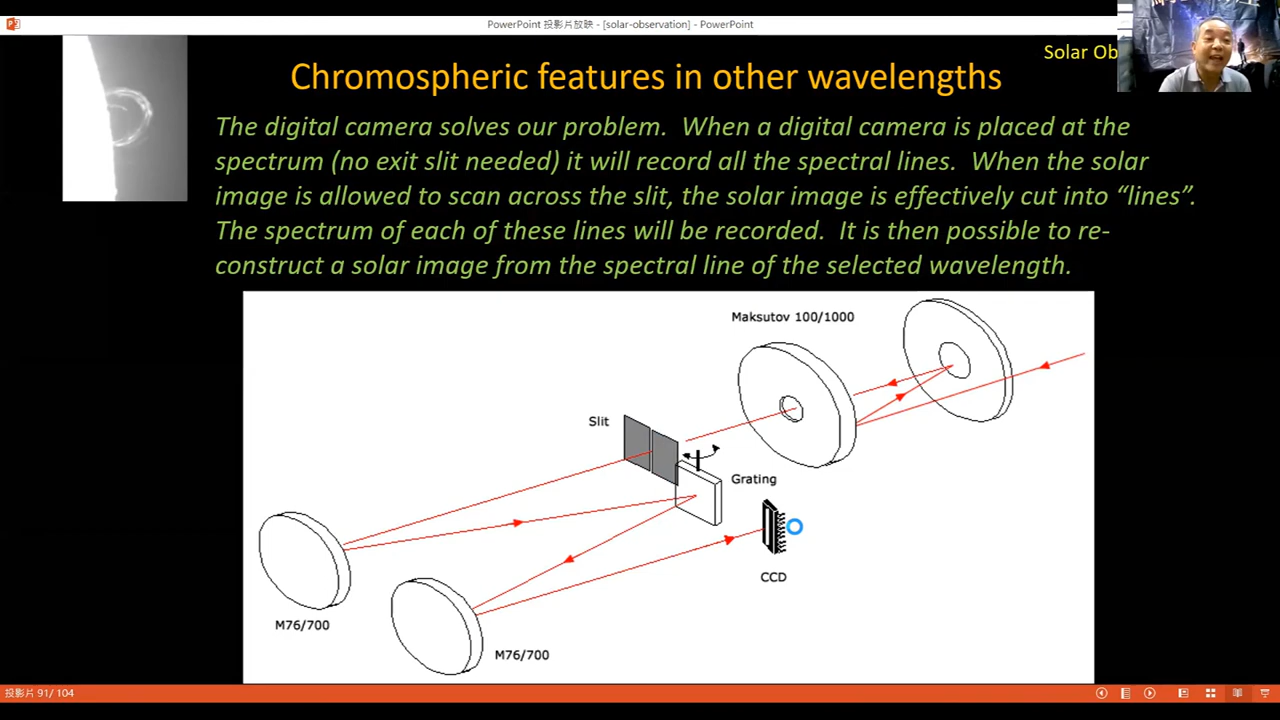 PowerPoint 投影片放映 - [solar-observation] - PowerPoint
Solar Ob
Chromospheric features in other wavelengths
The digital camera solves our problem.  When a digital camera is placed at the
spectrum (no exit slit needed) it will record all the spectral lines.  When the solar
image is allowed to scan across the slit, the solar image is effectively cut into “lines”.
The spectrum of each of these lines will be recorded.  It is then possible to re-
construct a solar image from the spectral line of the selected wavelength.
Maksutov 100/1000
Slit
Grating
CCD
M76/700
M76/700
投影片 91/ 104